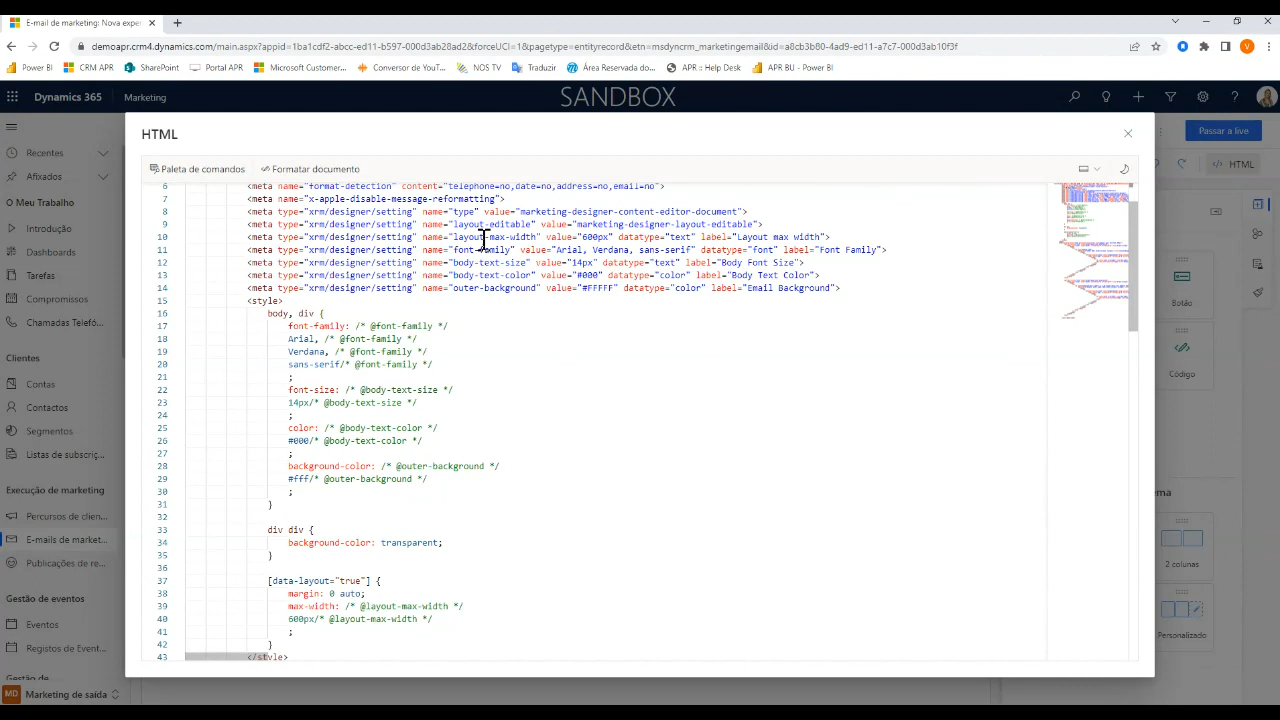 E-mail de marketing: Nova exper
demoapr.crm4.dynamics.com/main.aspx?appid=1ba1cdf2-abcc-ed11-b597-000d3ab28ad2&forceUCI=1&pagetype=entityrecord&etn=msdyncrm_marketingemail&id=a8cb3b80-4ad9-ed11-a7c7-000d3ab10f3f
Power BI
CRM APR
SharePoint
Portal APR
Microsoft Customer...
Conversor de YouT...
NOS TV
Traduzir
Área Reservada do...
APR :: Help Desk
APR BU - Power BI
Dynamics 365
Marketing
SANDBOX
HTML
Passar a live
Recentes
Paleta de comandos
Formatar documento
HTML
Afixados
O Meu Trabalho
Introdução
Dashboards
Tarefas
Compromissos
Chamadas Telefó...
Clientes
Contas
Contactos
Segmentos
Listas de subscriç...
Execução de marketing
Percursos de clien...
E-mails de market...
Publicações de re...
Gestão de eventos
Eventos
Registos de Event...
Gestão de
MD Marketing de saída
6 <meta name="format-detection" content="telephone=no,date=no,address=no,email=no">
7 <meta name="x-apple-disable-message-reformatting">
8 <meta type="xrm/designer/setting" name="type" value="marketing-designer-content-editor-document">
9 <meta type="xrm/designer/setting" name="layout-editable" value="marketing-designer-layout-editable">
10 <meta type="xrm/designer/setting" name="layout-max-width" value="600px" datatype="text" label="Layout max width">
11 <meta type="xrm/designer/setting" name="font-family" value="Arial, Verdana, sans-serif" datatype="font" label="Font Family">
12 <meta type="xrm/designer/setting" name="body-text-size" value="14px" datatype="text" label="Body Font Size">
13 <meta type="xrm/designer/setting" name="body-text-color" value="#000" datatype="color" label="Body Text Color">
14 <meta type="xrm/designer/setting" name="outer-background" value="#FFFFF" datatype="color" label="Email Background">
15 <style>
16 body, div {
17 font-family: /* @font-family */
18 Arial, /* @font-family */
19 Verdana, /* @font-family */
20 sans-serif/* @font-family */
21 ;
22 font-size: /* @body-text-size */
23 14px/* @body-text-size */
24 ;
25 color: /* @body-text-color */
26 #000/* @body-text-color */
27 ;
28 background-color: /* @outer-background */
29 #fff/* @outer-background */
30 ;
31 }
32
33 div div {
34 background-color: transparent;
35 }
36
37 [data-layout="true"] {
38 margin: 0 auto;
39 max-width: /* @layout-max-width */
40 600px/* @layout-max-width */
41 ;
42 }
43 </style>
Botão
Código
ema
2 colunas
Personalizado